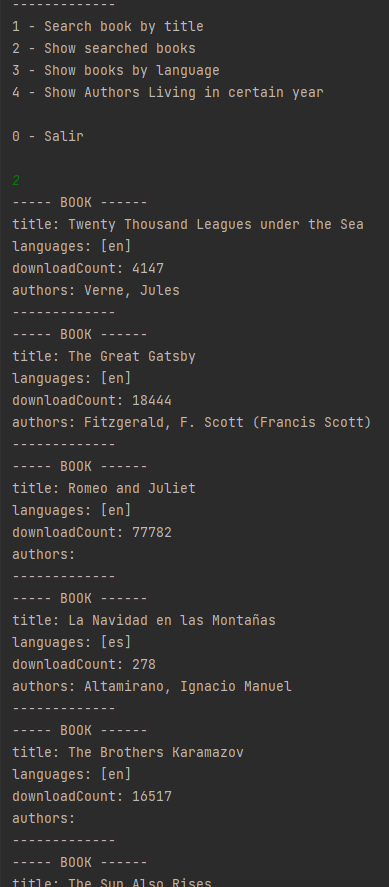 -------------
1 - Search book by title
2 - Show searched books
3 - Show books by language
4 - Show Authors Living in certain year
0 - Salir
2
----- BOOK ------
title: Twenty Thousand Leagues under the Sea
languages: [en]
downloadCount: 4147
authors: Verne, Jules
-------------
----- BOOK ------
title: The Great Gatsby
languages: [en]
downloadCount: 18444
authors: Fitzgerald, F. Scott (Francis Scott)
-------------
----- BOOK ------
title: Romeo and Juliet
languages: [en]
downloadCount: 77782
authors:
-------------
----- BOOK ------
title: La Navidad en las Montañas
languages: [es]
downloadCount: 278
authors: Altamirano, Ignacio Manuel
-------------
----- BOOK ------
title: The Brothers Karamazov
languages: [en]
downloadCount: 16517
authors:
-------------
----- BOOK ------
title: The Sun Also Rises